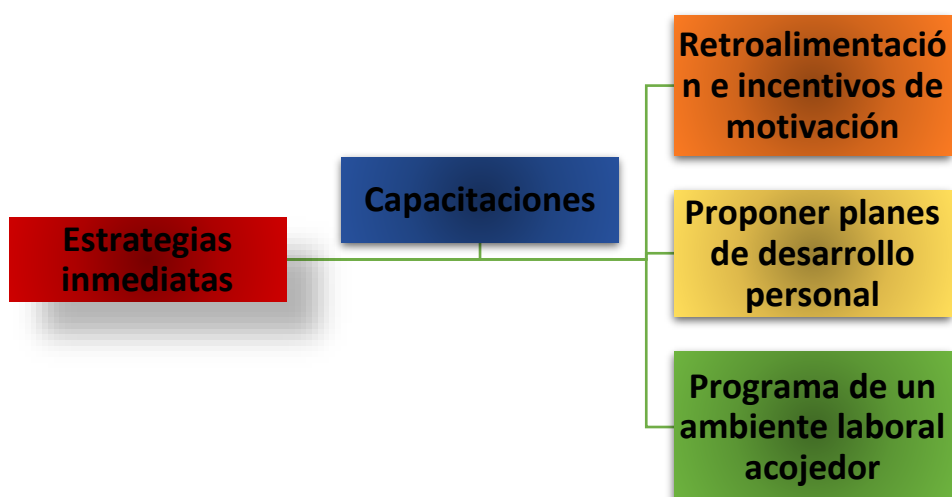 Estrategias
inmediatas
Capacitaciones
Retroalimentació
n e incentivos de
motivación
Proponer planes
de desarrollo
personal
Programa de un
ambiente laboral
acojedor